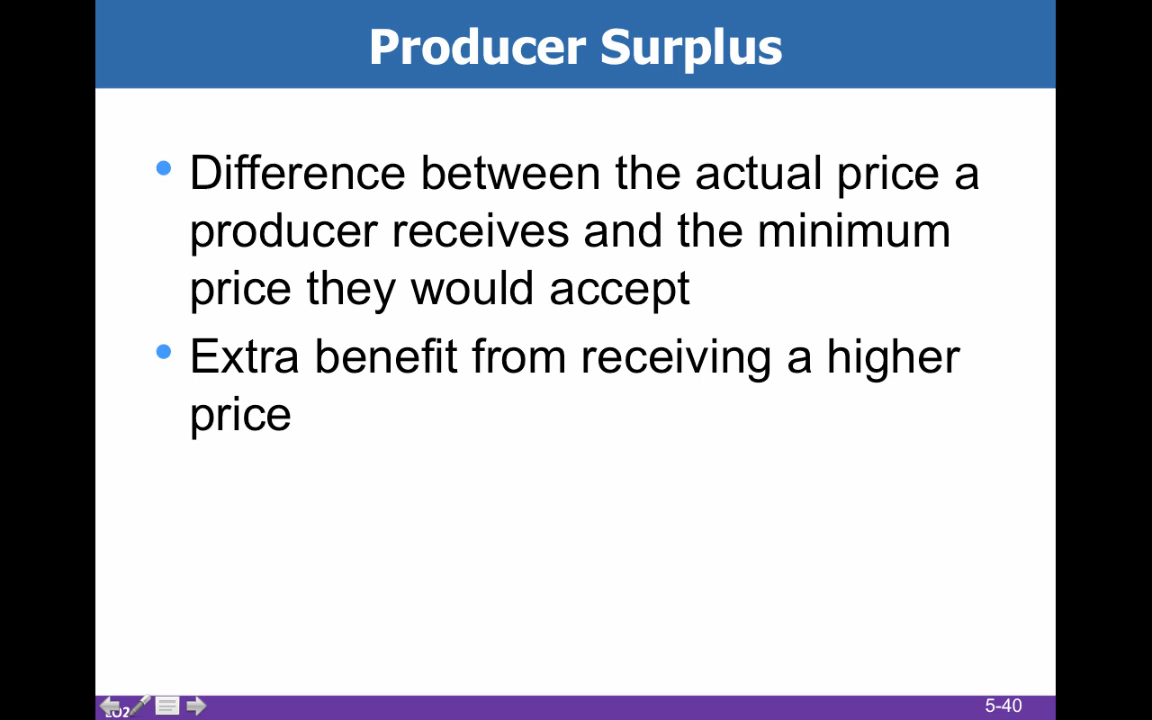 Producer Surplus
• Difference between the actual price a
producer receives and the minimum
price they would accept
• Extra benefit from receiving a higher
price
LO2
5-40